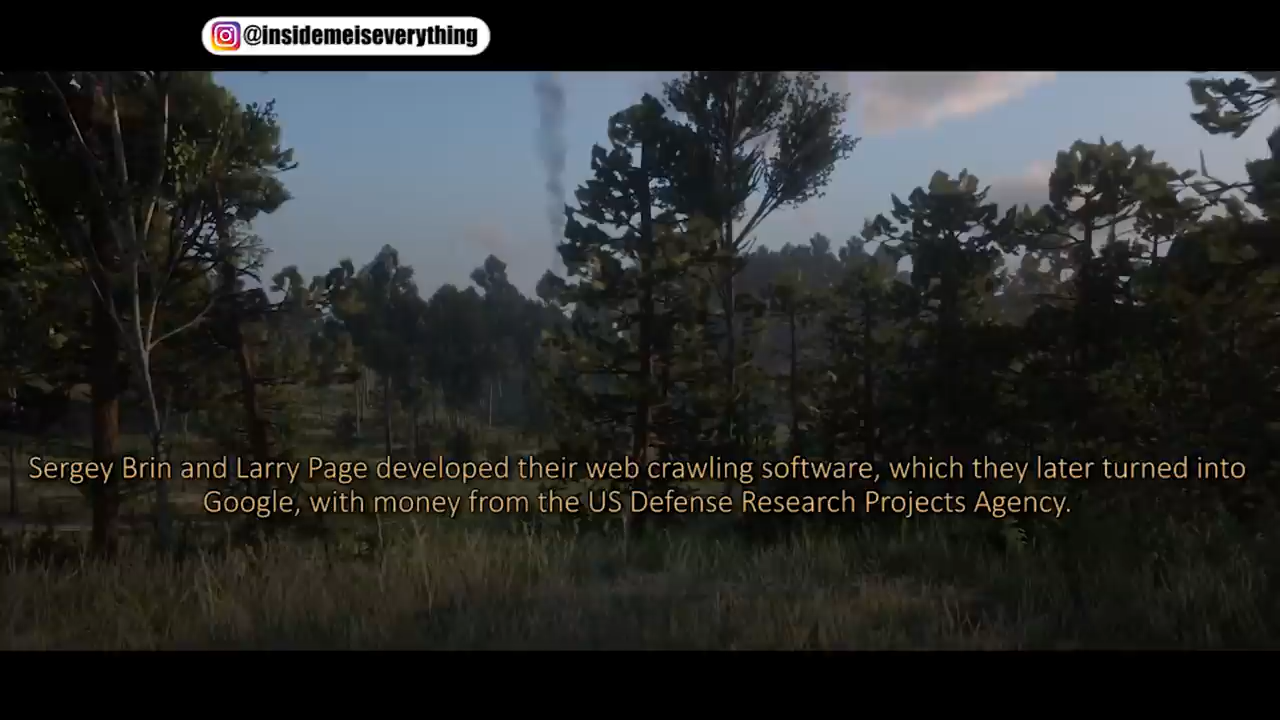 @insidemeiseverything
Sergey Brin and Larry Page developed their web crawling software, which they later turned into
Google, with money from the US Defense Research Projects Agency.